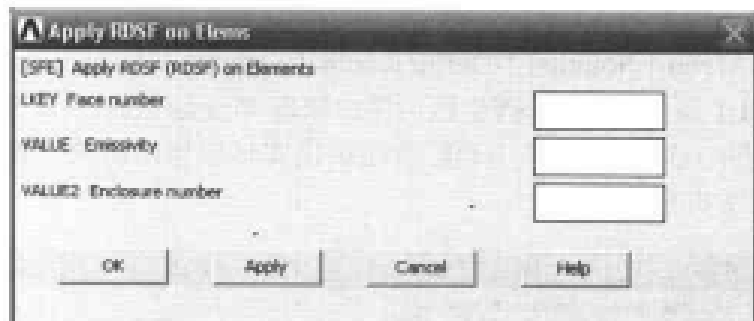 Apply RDSF on Elems
[SFE] Apply RDSF (RDSF) on Elements
LKEY Face number
VALUE Emissivity
VALUE2 Enclosure number
OK Apply Cancel Help